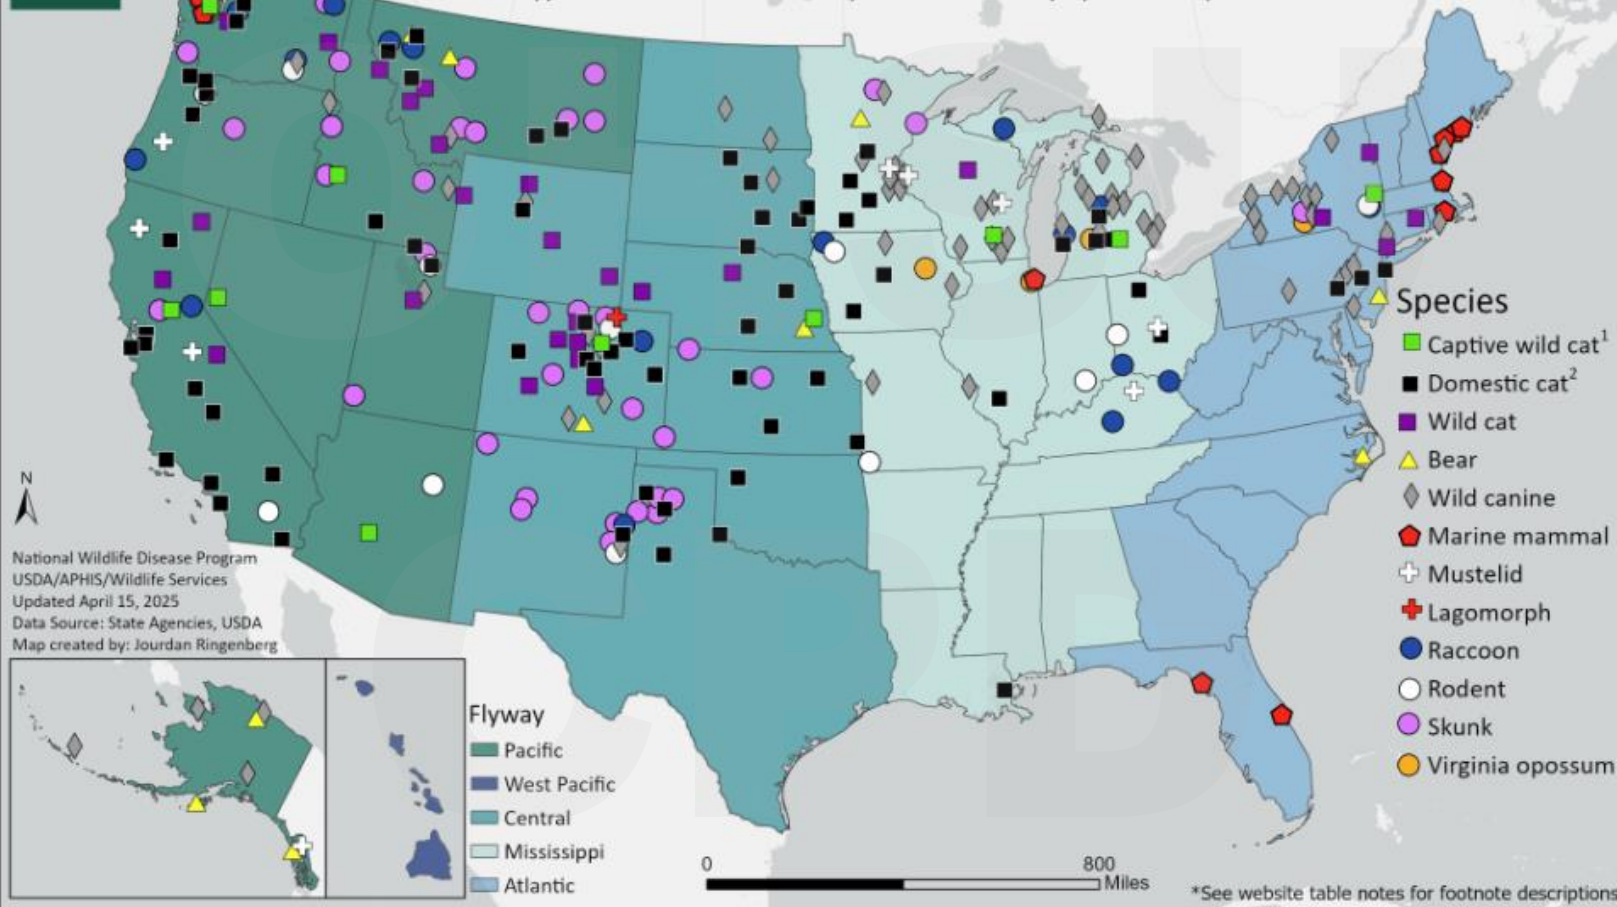 N
National Wildlife Disease Program
USDA/APHIS/Wildlife Services
Updated April 15, 2025
Data Source: State Agencies, USDA
Map created by: Jourdan Ringenberg
Species
Captive wild cat1
Domestic cat2
Wild cat
Bear
Wild canine
Marine mammal
Mustelid
Lagomorph
Raccoon
Rodent
Skunk
Virginia opossum
Flyway
Pacific
West Pacific
Central
Mississippi
Atlantic
0 800
Miles
*See website table notes for footnote descriptions